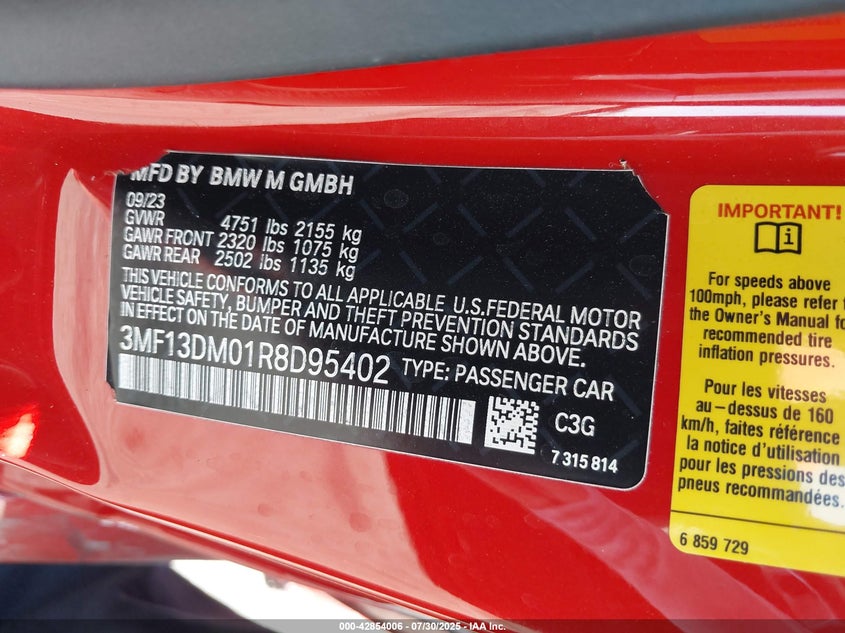 MFD BY BMW M GMBH
09/23
GVWR 4751 lbs 2155 kg
GAWR FRONT 2320 lbs 1075 kg
GAWR REAR 2502 lbs 1135 kg
THIS VEHICLE CONFORMS TO ALL APPLICABLE U.S.FEDERAL MOTOR
VEHICLE SAFETY, BUMPER AND THEFT PREVENTION STANDARDS
IN EFFECT ON THE DATE OF MANUFACTURE SHOWN ABOVE.
3MF13DM01R8D95402 TYPE: PASSENGER CAR
C3G
7 315 814
IMPORTANT!
i
For speeds above
100mph, please refer
the Owner's Manual fo
recommended tire
inflation pressures.
Pour les vitesses
au-dessus de 160
km/h, faites référence
la notice d'utilisation
pour les pressions des
pneus recommandées.
6 859 729
000-42854006 - 07/30/2025 - IAA Inc.